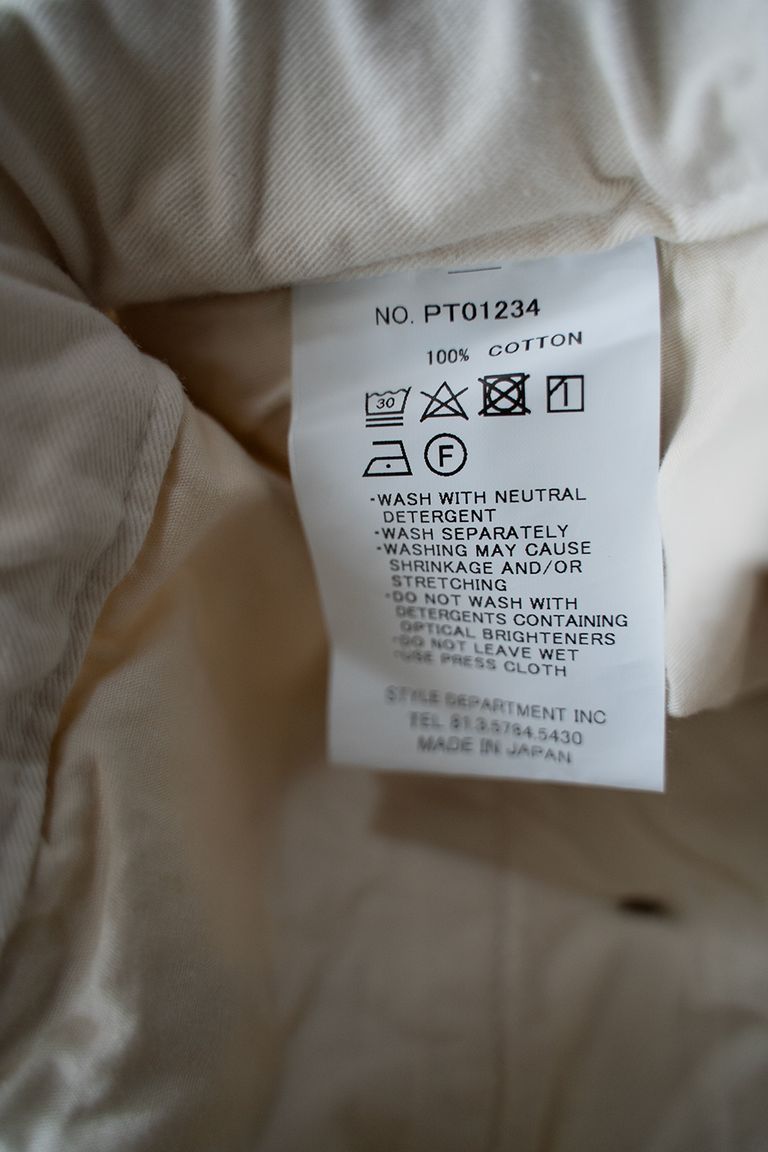 NO. PT01234
100% COTTON
30
F
·WASH WITH NEUTRAL
DETERGENT
·WASH SEPARATELY
·WASHING MAY CAUSE
SHRINKAGE AND/OR
STRETCHING
·DO NOT WASH WITH
DETERGENTS CONTAINING
OPTICAL BRIGHTENERS
·DO NOT LEAVE WET
·USE PRESS CLOTH
STYLE DEPARTMENT INC
TEL 81.3.5784.5430
MADE IN JAPAN